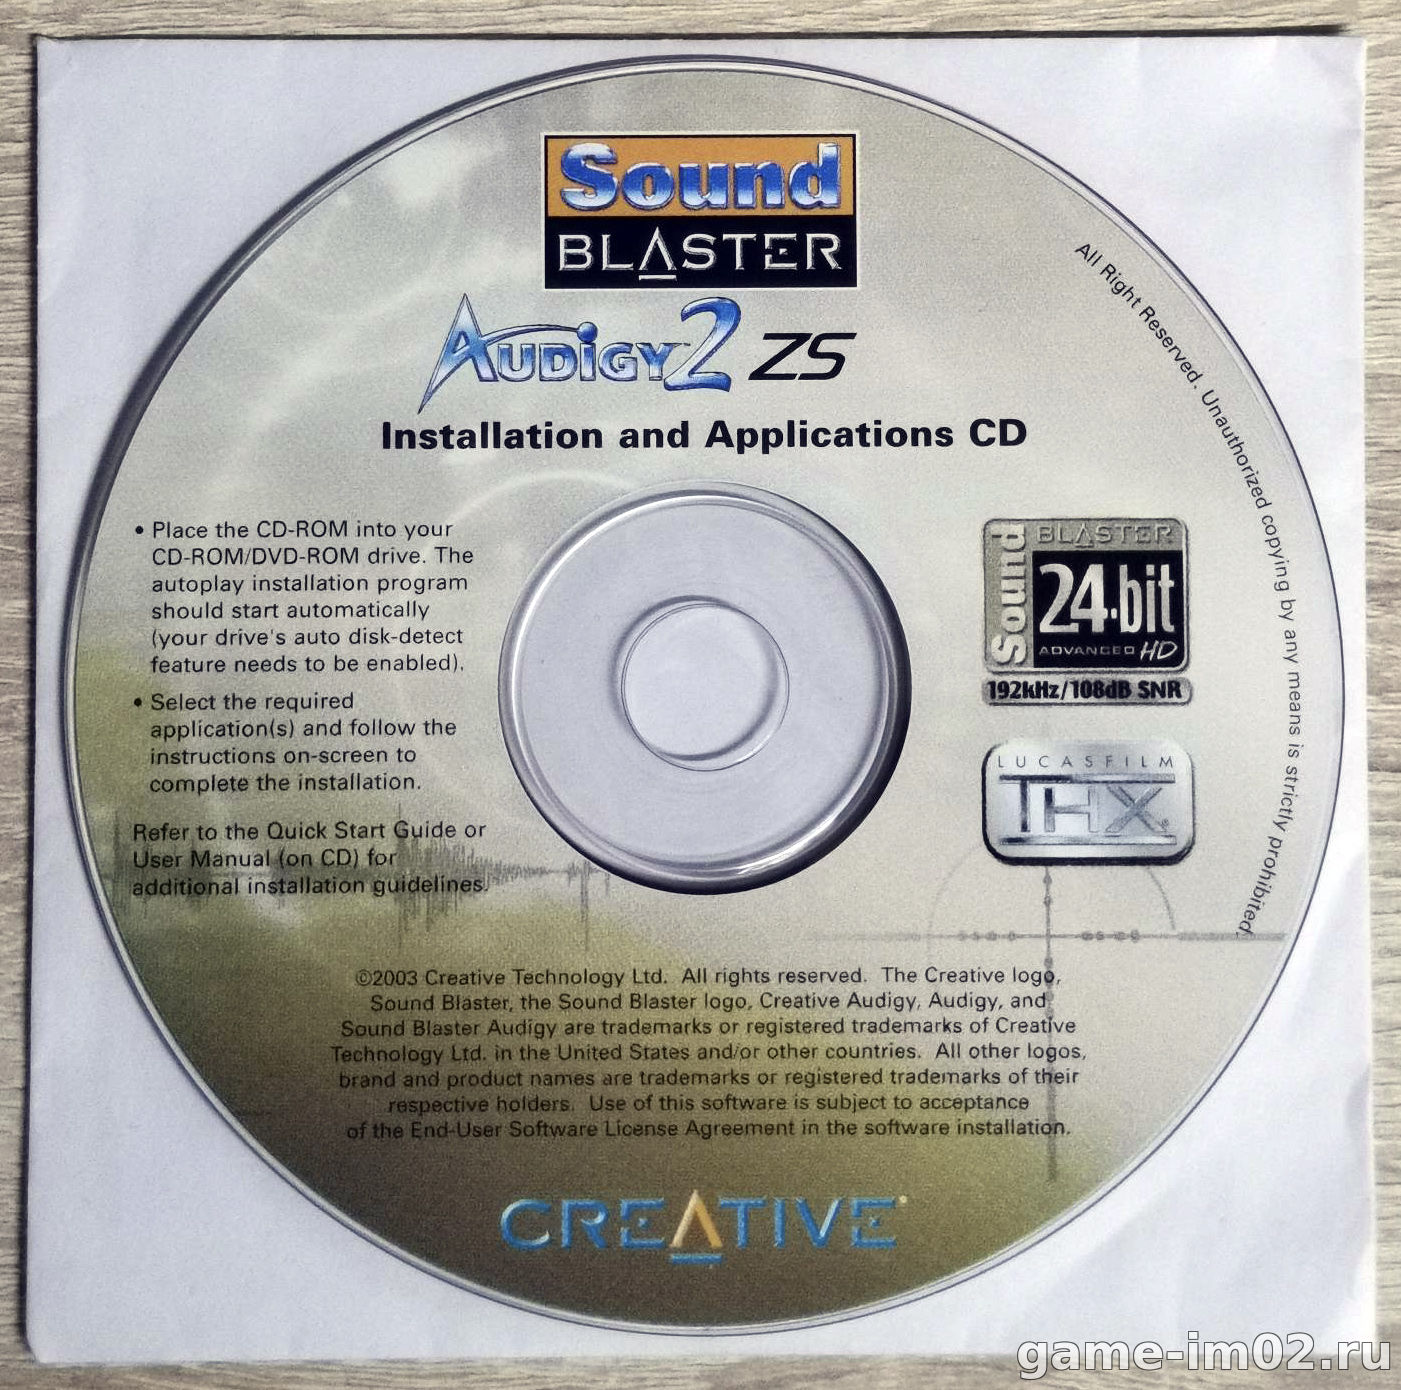 Sound
BLASTER
AUDIGY™2 ZS
Installation and Applications CD
• Place the CD-ROM into your
CD-ROM/DVD-ROM drive. The
autoplay installation program
should start automatically
(your drive's auto disk-detect
feature needs to be enabled).
• Select the required
application(s) and follow the
instructions on-screen to
complete the installation.
Refer to the Quick Start Guide or
User Manual (on CD) for
additional installation guidelines.
Sound BLASTER
24·bit
ADVANCED HD
192kHz/108dB SNR
LUCASFILM
THX®
All Right Reserved. Unauthorized copying by any means is strictly prohibited.
©2003 Creative Technology Ltd. All rights reserved. The Creative logo,
Sound Blaster, the Sound Blaster logo, Creative Audigy, Audigy, and
Sound Blaster Audigy are trademarks or registered trademarks of Creative
Technology Ltd. in the United States and/or other countries. All other logos,
brand and product names are trademarks or registered trademarks of their
respective holders. Use of this software is subject to acceptance
of the End-User Software License Agreement in the software installation.
CREATIVE®
game-im02.ru